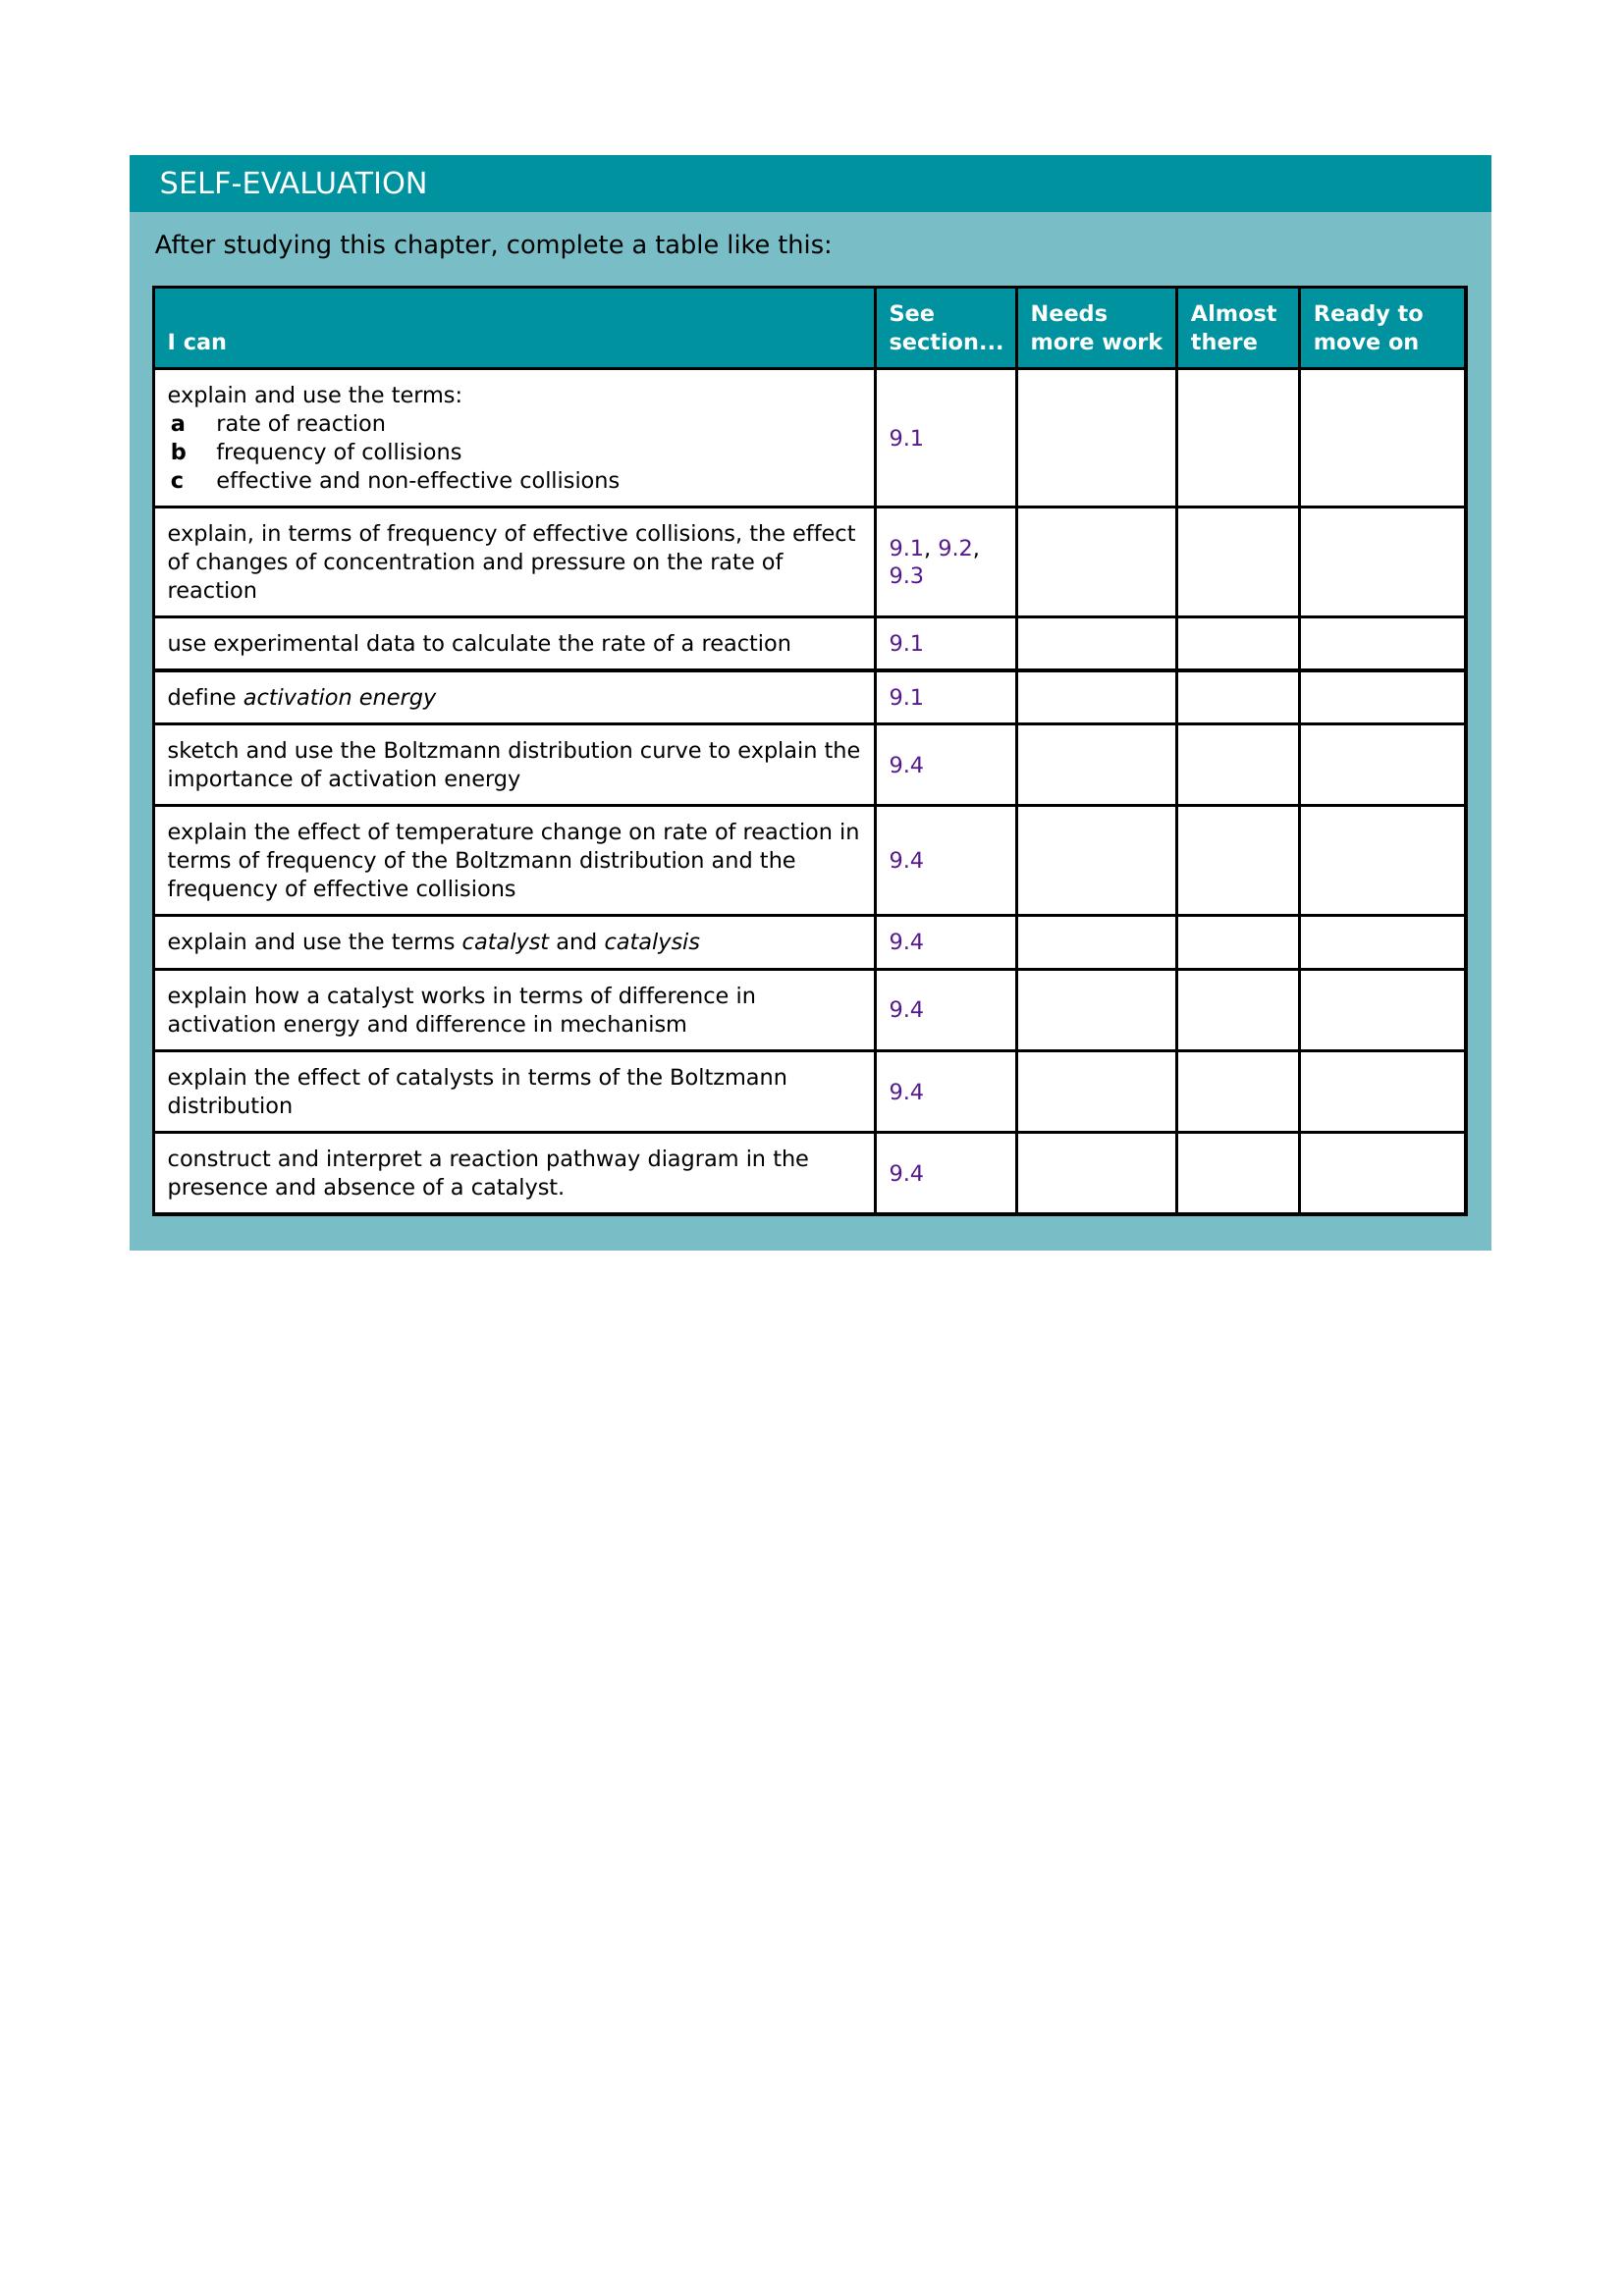 SELF-EVALUATION
After studying this chapter, complete a table like this:
I can
See
section...
Needs
more work
Almost
there
Ready to
move on
explain and use the terms:
a rate of reaction
b frequency of collisions
c effective and non-effective collisions
9.1
explain, in terms of frequency of effective collisions, the effect
of changes of concentration and pressure on the rate of
reaction
9.1, 9.2,
9.3
use experimental data to calculate the rate of a reaction
9.1
define activation energy
9.1
sketch and use the Boltzmann distribution curve to explain the
importance of activation energy
9.4
explain the effect of temperature change on rate of reaction in
terms of frequency of the Boltzmann distribution and the
frequency of effective collisions
9.4
explain and use the terms catalyst and catalysis
9.4
explain how a catalyst works in terms of difference in
activation energy and difference in mechanism
9.4
explain the effect of catalysts in terms of the Boltzmann
distribution
9.4
construct and interpret a reaction pathway diagram in the
presence and absence of a catalyst.
9.4